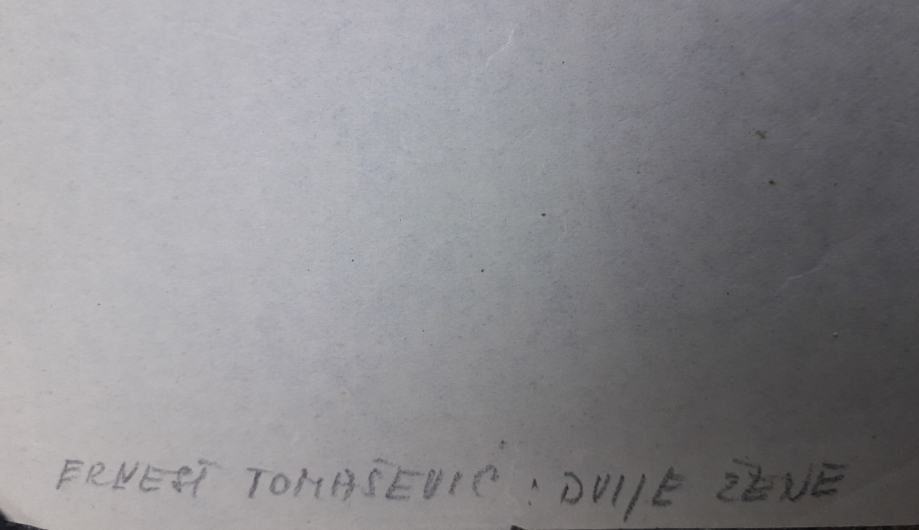 ERNEST TOMAŠEVIĆ : DVIJE ŽENE